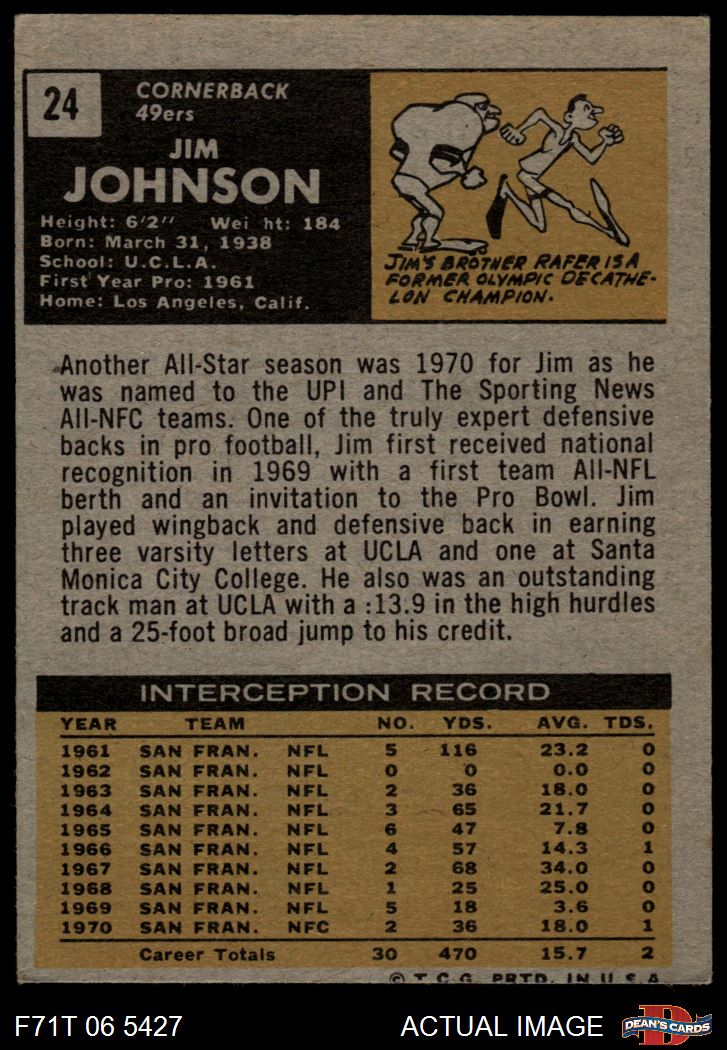 24
CORNERBACK
49ers
JIM
JOHNSON
Height: 6'2" Wei ht: 184
Born: March 31, 1938
School: U.C.L.A.
First Year Pro: 1961
Home: Los Angeles, Calif.
JIM'S BROTHER RAFER IS A
FORMER OLYMPIC DECATHE-
LON CHAMPION.
Another All-Star season was 1970 for Jim as he
was named to the UPI and The Sporting News
All-NFC teams. One of the truly expert defensive
backs in pro football, Jim first received national
recognition in 1969 with a first team All-NFL
berth and an invitation to the Pro Bowl. Jim
played wingback and defensive back in earning
three varsity letters at UCLA and one at Santa
Monica City College. He also was an outstanding
track man at UCLA with a :13.9 in the high hurdles
and a 25-foot broad jump to his credit.
INTERCEPTION RECORD
YEAR TEAM NO. YDS. AVG. TDS.
1961 SAN FRAN. NFL 5 116 23.2 0
1962 SAN FRAN. NFL 0 0 0.0 0
1963 SAN FRAN. NFL 2 36 18.0 0
1964 SAN FRAN. NFL 3 65 21.7 0
1965 SAN FRAN. NFL 6 47 7.8 0
1966 SAN FRAN. NFL 4 57 14.3 1
1967 SAN FRAN. NFL 2 68 34.0 0
1968 SAN FRAN. NFL 1 25 25.0 0
1969 SAN FRAN. NFL 5 18 3.6 0
1970 SAN FRAN. NFC 2 36 18.0 1
Career Totals 30 470 15.7 2
© T.C.G. PRTD. IN U.S.A
F71T 06 5427 ACTUAL IMAGE
D
DEAN'S CARDS